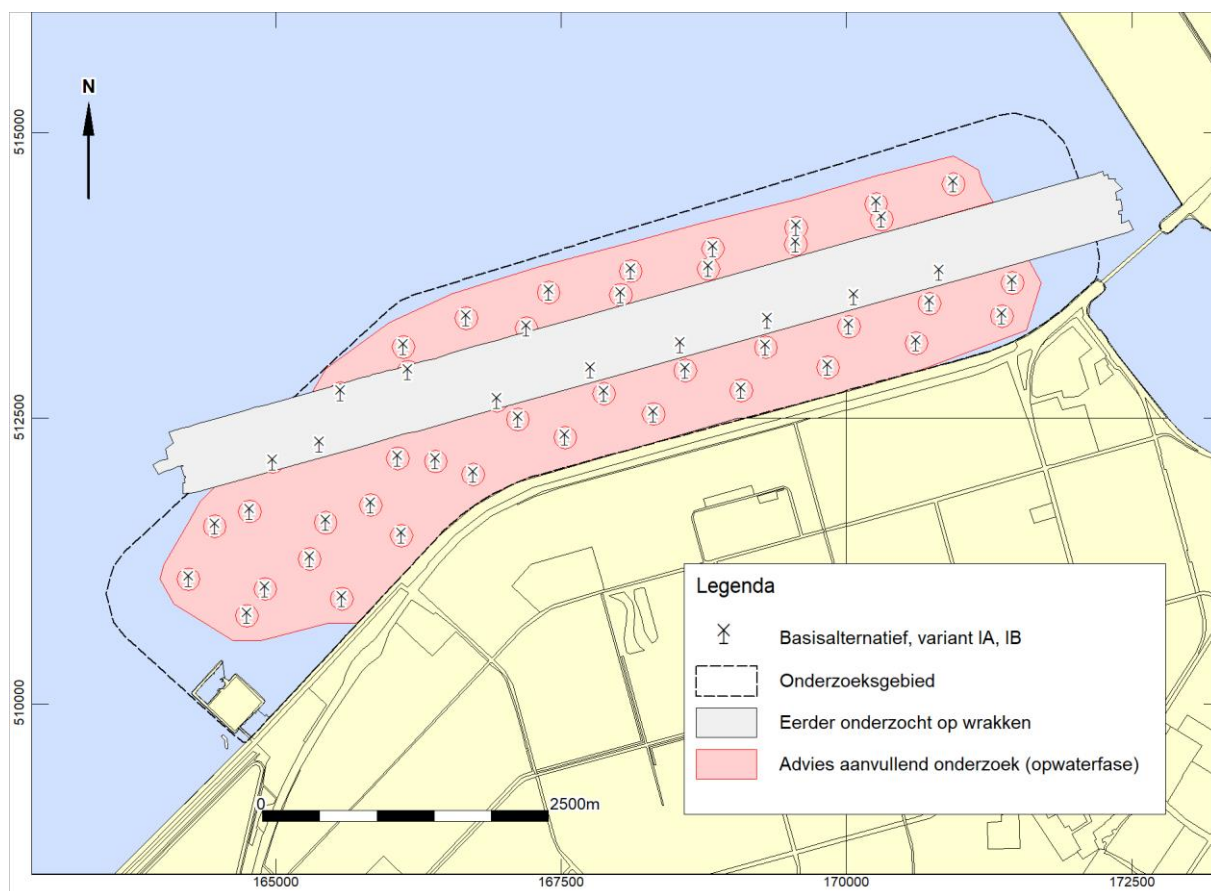 N
515000
512500
510000
Legenda
Basisalternatief, variant IA, IB
Onderzoeksgebied
Eerder onderzocht op wrakken
Advies aanvullend onderzoek (opwaterfase)
0
2500m
165000
167500
170000
172500